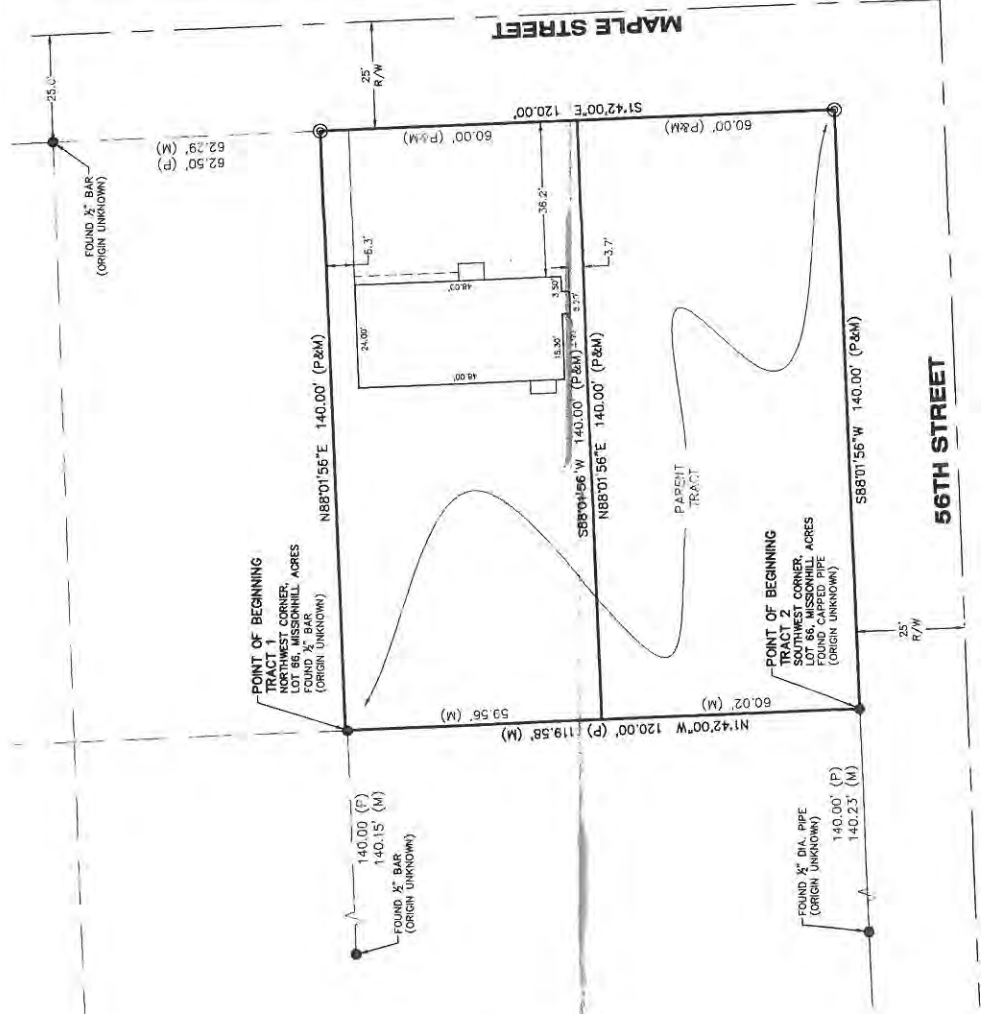 MAPLE STREET
25.0'
25'
R/W
FOUND ½" BAR
(ORIGIN UNKNOWN)
62.50' (P)
62.29' (M)
S1°42'00"E 120.00'
60.00' (P&M)
60.00' (P&M)
N88°01'56"E 140.00' (P&M)
24.00'
48.03'
48.00'
36.2'
3.50'
15.30'
3.7'
S88°01'56"W 140.00' (P&M)
N88°01'56"E 140.00' (P&M)
POINT OF BEGINNING
TRACT 1
NORTHWEST CORNER,
LOT 66, MISSIONHILL ACRES
FOUND ½" BAR
(ORIGIN UNKNOWN)
PARENT
TRACT
59.56' (M)
60.02' (M)
N1°42'00"W 120.00' (P) 119.58' (M)
POINT OF BEGINNING
TRACT 2
SOUTHWEST CORNER,
LOT 66, MISSIONHILL ACRES
FOUND CAPPED PIPE
(ORIGIN UNKNOWN)
S88°01'56"W 140.00' (P&M)
56TH STREET
25'
R/W
140.00 (P)
140.15' (M)
FOUND ½" BAR
(ORIGIN UNKNOWN)
140.00' (P)
140.23' (M)
FOUND ½" DIA. PIPE
(ORIGIN UNKNOWN)